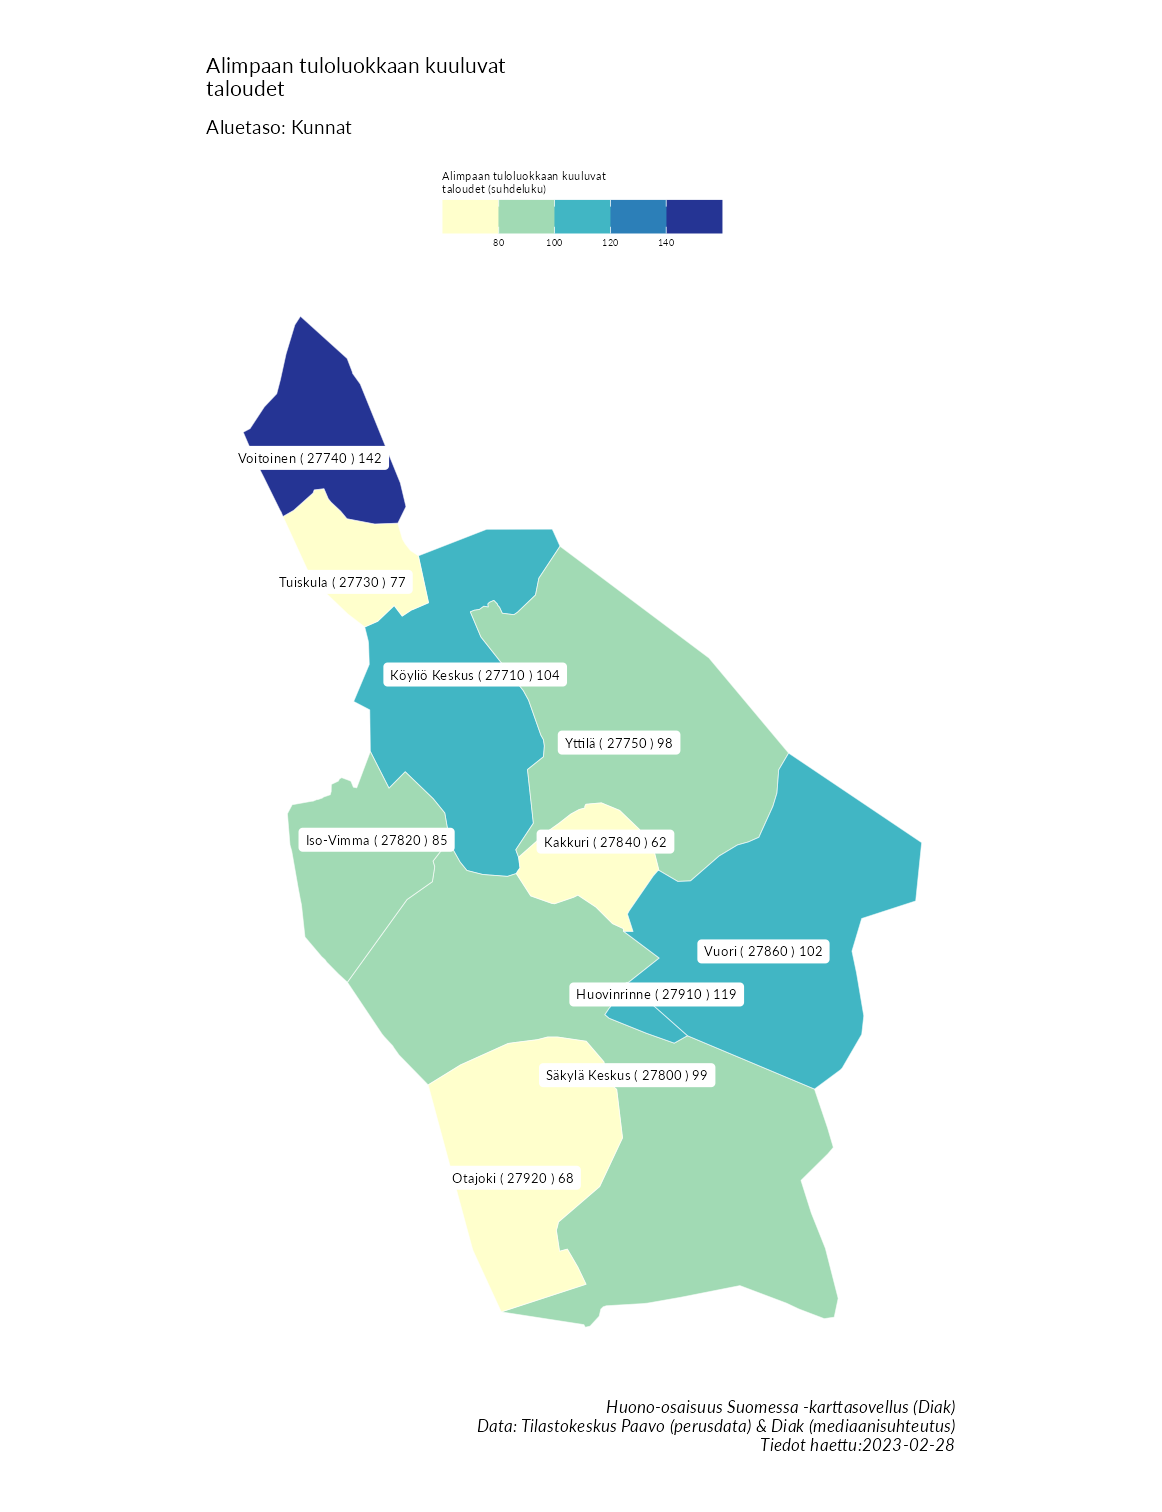 Alimpaan tuloluokkaan kuuluvat
taloudet
Aluetaso: Kunnat
Alimpaan tuloluokkaan kuuluvat
taloudet (suhdeluku)
80 100 120 140
Voitoinen ( 27740 ) 142
Tuiskula ( 27730 ) 77
Köyliö Keskus ( 27710 ) 104
Yttilä ( 27750 ) 98
Iso-Vimma ( 27820 ) 85
Kakkuri ( 27840 ) 62
Vuori ( 27860 ) 102
Huovinrinne ( 27910 ) 119
Säkylä Keskus ( 27800 ) 99
Otajoki ( 27920 ) 68
Huono-osaisuus Suomessa -karttasovellus (Diak)
Data: Tilastokeskus Paavo (perusdata) & Diak (mediaanisuhteutus)
Tiedot haettu:2023-02-28